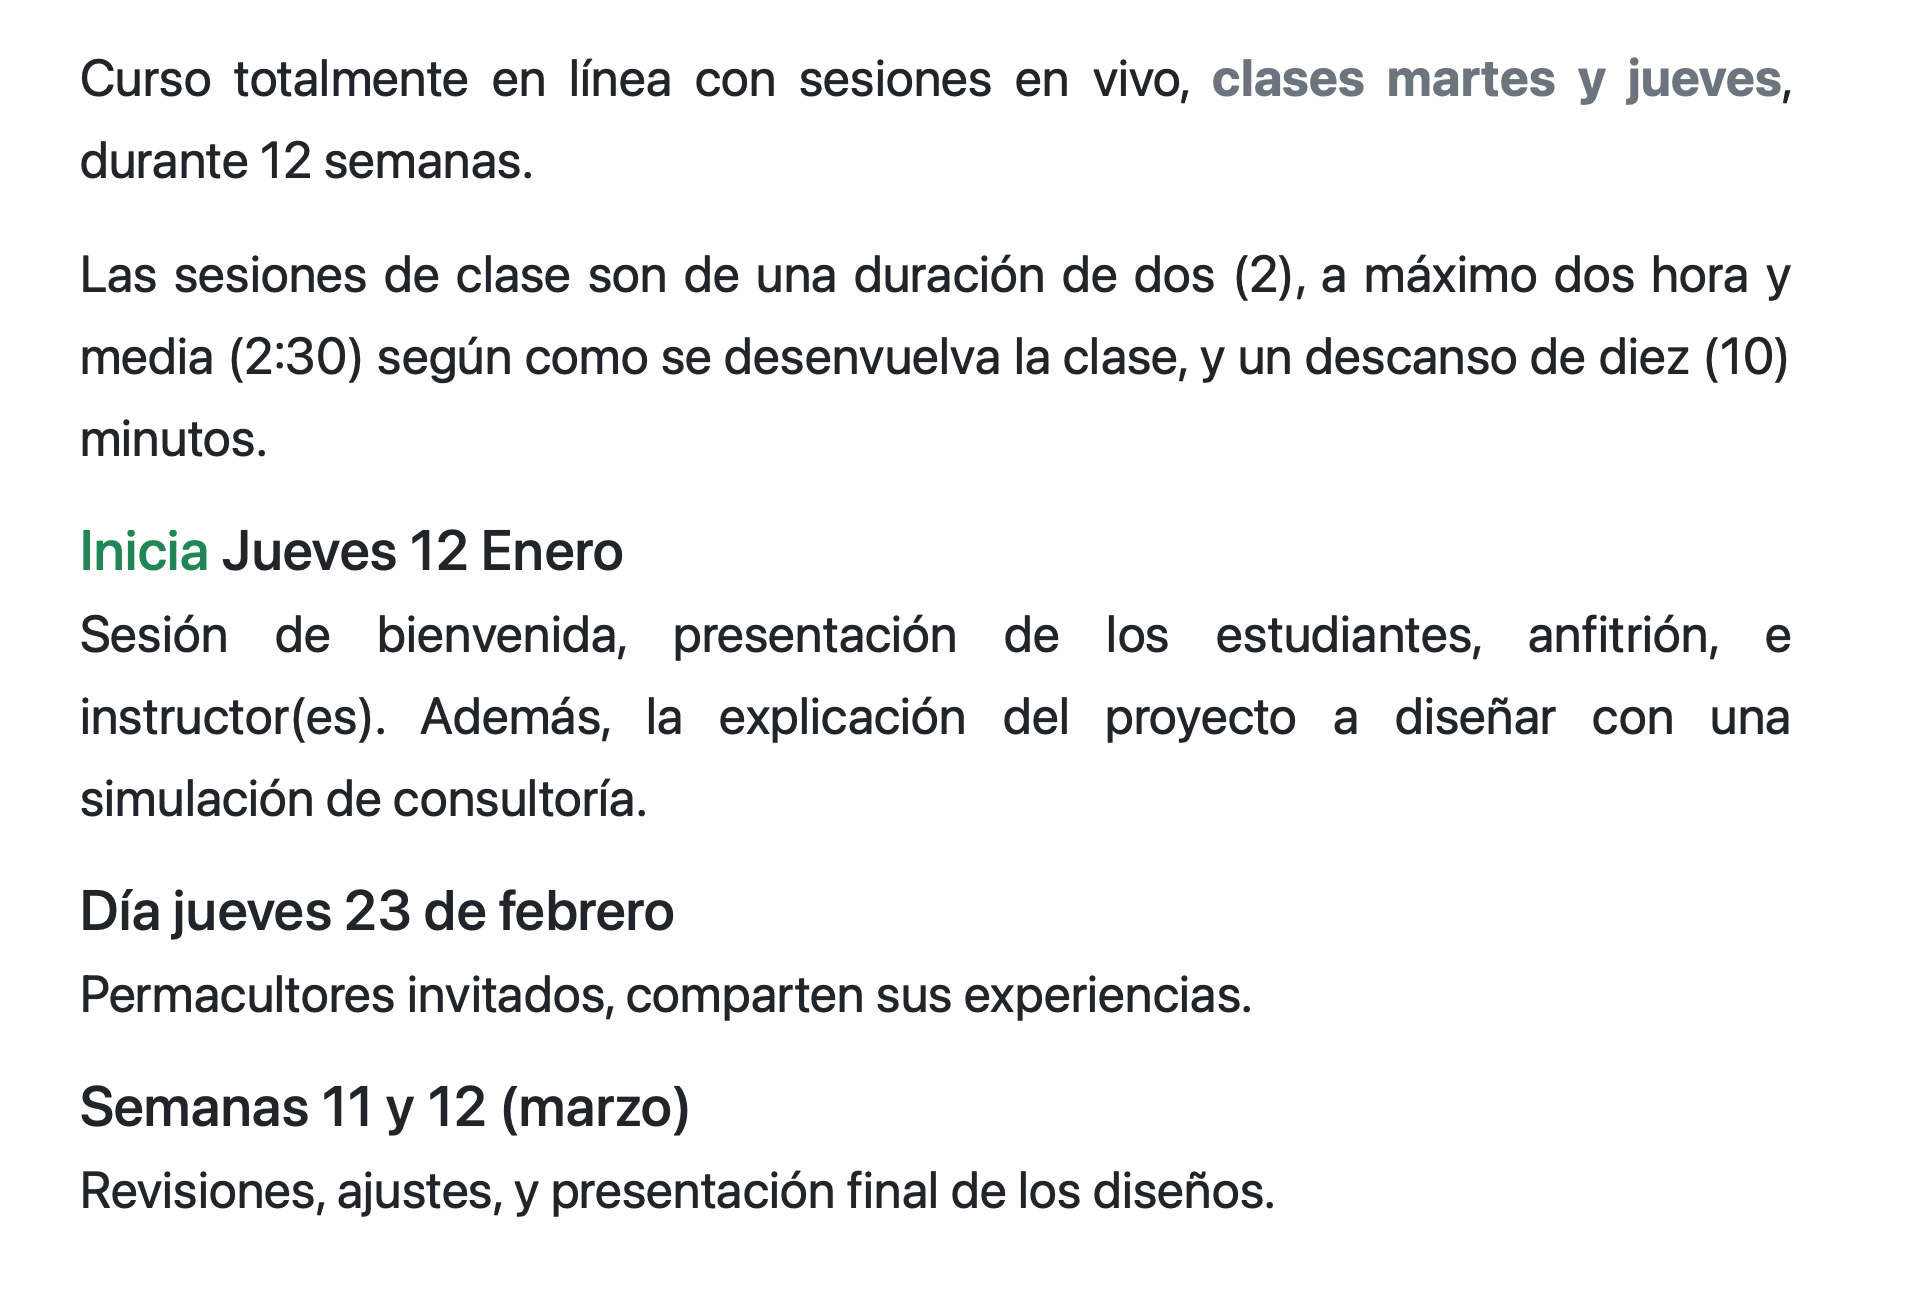 Curso totalmente en línea con sesiones en vivo, clases martes y jueves,
durante 12 semanas.
Las sesiones de clase son de una duración de dos (2), a máximo dos hora y
media (2:30) según como se desenvuelva la clase, y un descanso de diez (10)
minutos.
Inicia Jueves 12 Enero
Sesión de bienvenida, presentación de los estudiantes, anfitrión, e
instructor(es). Además, la explicación del proyecto a diseñar con una
simulación de consultoría.
Día jueves 23 de febrero
Permacultores invitados, comparten sus experiencias.
Semanas 11 y 12 (marzo)
Revisiones, ajustes, y presentación final de los diseños.